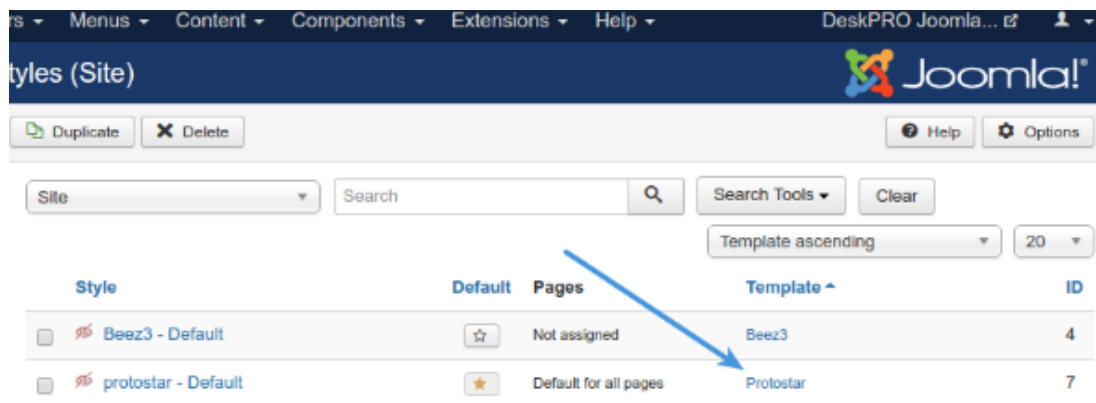 rs Menus Content Components Extensions Help DeskPRO Joomla...
tyles (Site) Joomla!®
Duplicate Delete Help Options
Site Search Search Tools Clear
Template ascending 20
Style Default Pages Template ID
Beez3 - Default Not assigned Beez3 4
protostar - Default Default for all pages Protostar 7